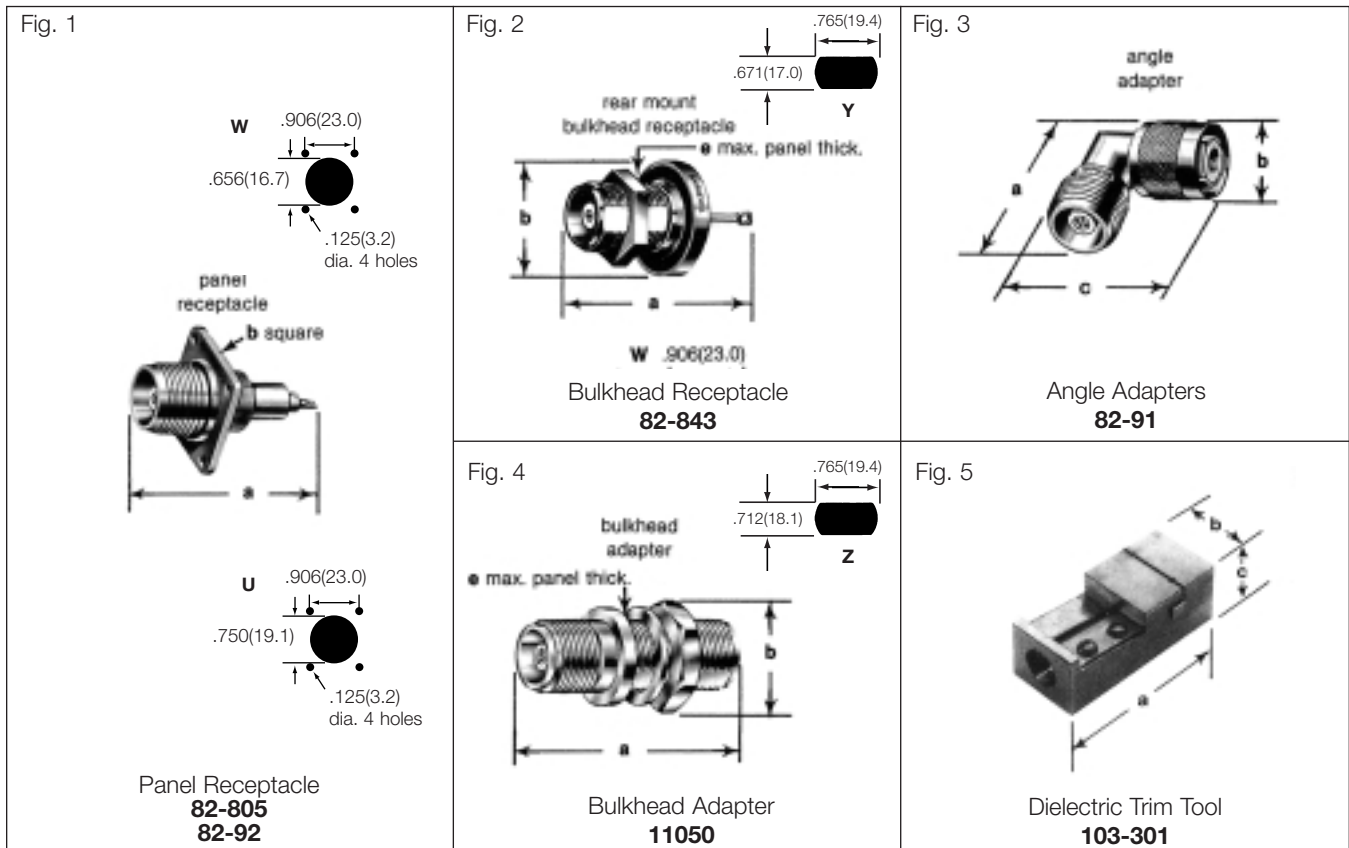 Fig. 1
W
.906(23.0)
.656(16.7)
.125(3.2)
dia. 4 holes
panel
receptacle
b square
a
U
.906(23.0)
.750(19.1)
.125(3.2)
dia. 4 holes
Panel Receptacle
82-805
82-92
Fig. 2
.765(19.4)
.671(17.0)
Y
rear mount
bulkhead receptacle
e max. panel thick.
b
a
W .906(23.0)
Bulkhead Receptacle
82-843
Fig. 3
angle
adapter
a
b
c
Angle Adapters
82-91
Fig. 4
.765(19.4)
.712(18.1)
Z
bulkhead
adapter
e max. panel thick.
b
a
Bulkhead Adapter
11050
Fig. 5
b
c
a
Dielectric Trim Tool
103-301